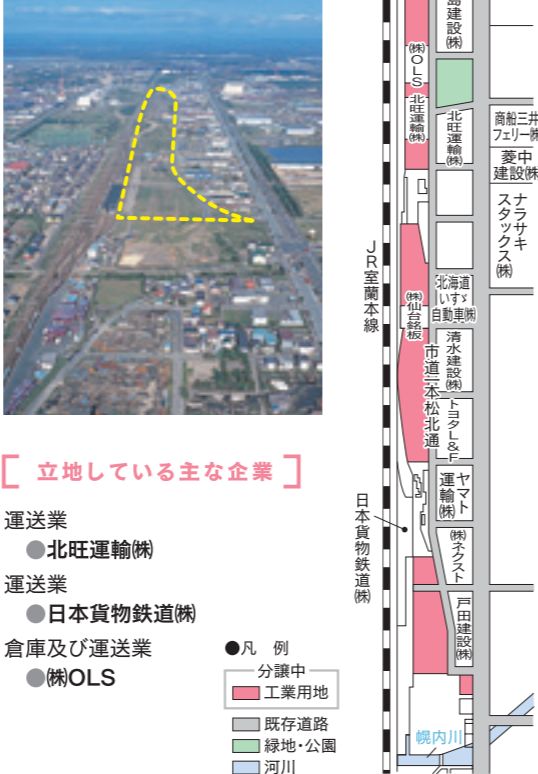 [ 立地している主な企業 ]
運送業
●北旺運輸㈱
運送業
●日本貨物鉄道㈱
倉庫及び運送業
●㈱OLS
●凡 例
分譲中
工業用地
既存道路
緑地・公園
河川
島建設㈱
㈱OLS
北旺運輸㈱
北旺運輸㈱
商船三井
フェリー㈱
菱中
建設㈱
ナラサキ
スタックス㈱
JR室蘭本線
㈱仙台銘板
北海道
いすゞ
自動車㈱
清水建設㈱
市道一本松北通
トヨタL&F
ヤマト
運輸㈱
日本貨物鉄道㈱
㈱ネクスト
戸田建設㈱
幌内川